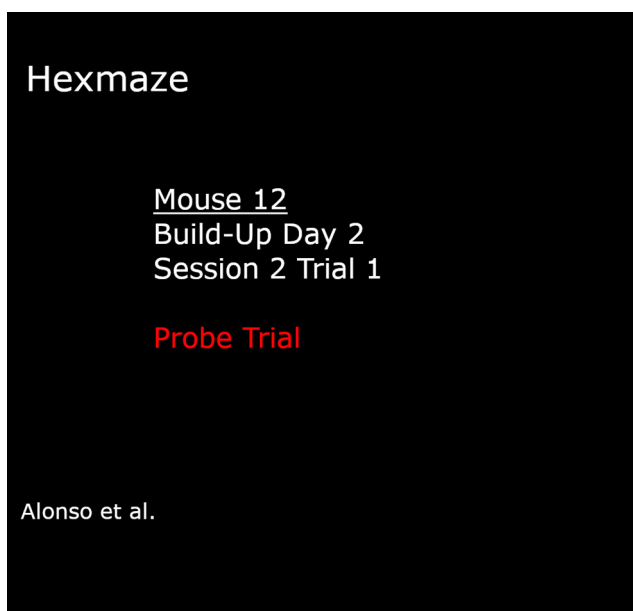 Hexmaze
Mouse 12
Build-Up Day 2
Session 2 Trial 1
Probe Trial
Alonso et al.